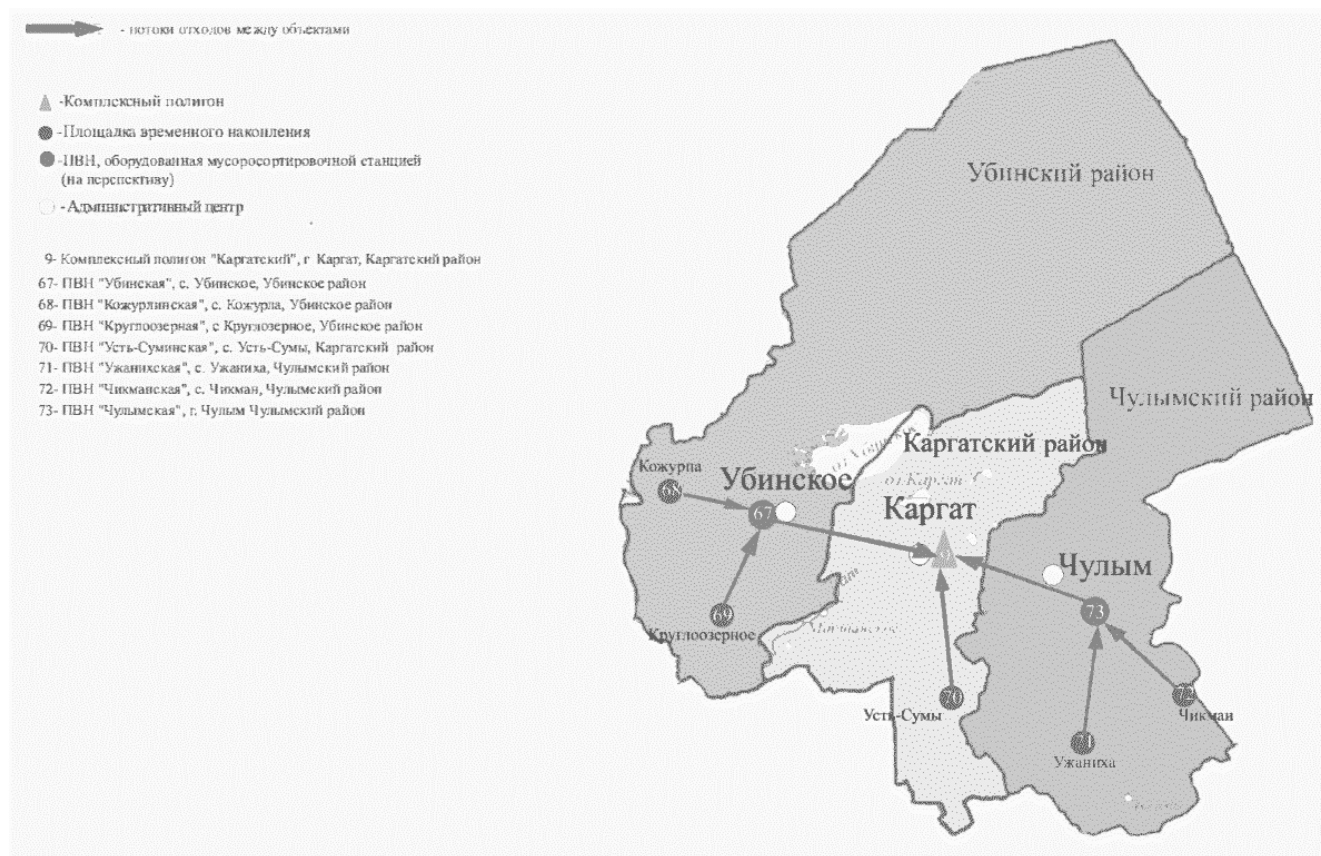 - потоки отходов между объектами
-Комплексный полигон
-Площадка временного накопления
-ПВН, оборудованная мусоросортировочной станцией
(на перспективу)
- Административный центр
9- Комплексный полигон "Каргатский", г Каргат, Каргатский район
67- ПВН "Убинская", с. Убинское, Убинское район
68- ПВН "Кожурлинская", с. Кожурла, Убинское район
69- ПВН "Круглоозерная", с Круглозерное, Убинское район
70- ПВН "Усть-Суминская", с. Усть-Сумы, Каргатский район
71- ПВН "Ужанихская", с. Ужаниха, Чулымский район
72- ПВН "Чикманская", с. Чикман, Чулымский район
73- ПВН "Чулымская", г. Чулым Чулымский район
Убинский район
Чулымский район
Каргатский район
Кожурла
68
Убинское
67
Каргат
9
Чулым
73
69
Круглоозерное
70
Усть-Сумы
72
Чикман
71
Ужаниха